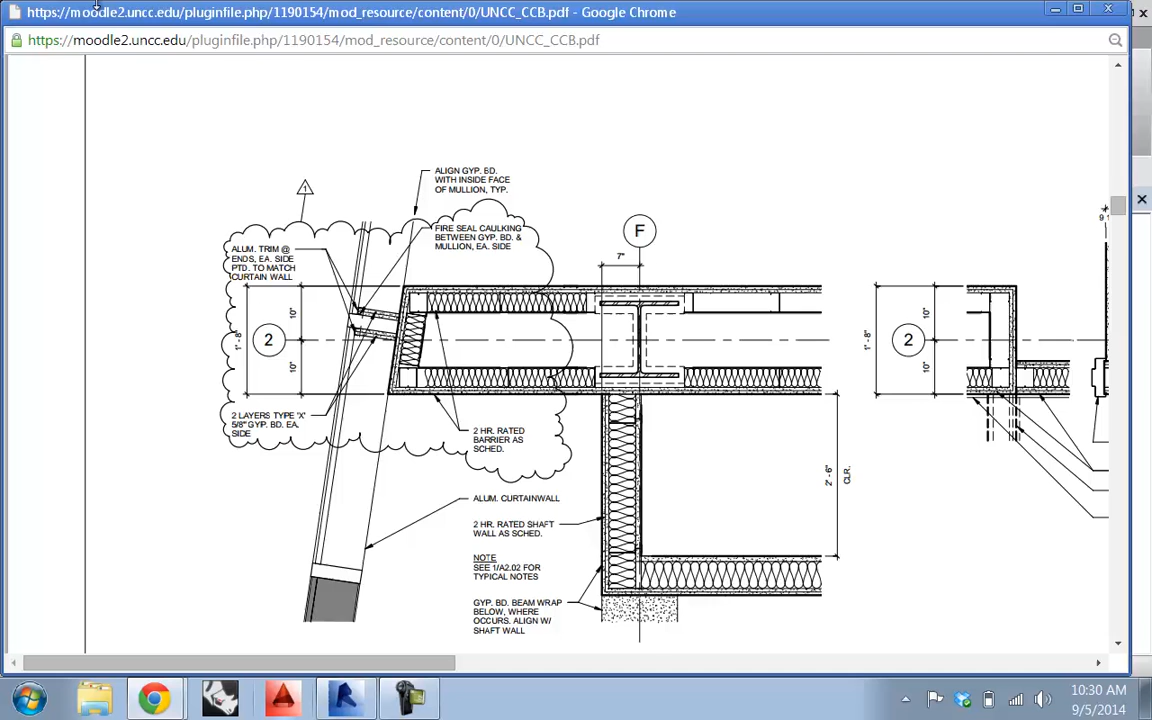 https://moodle2.uncc.edu/pluginfile.php/1190154/mod_resource/content/0/UNCC_CCB.pdf - Google Chrome
https://moodle2.uncc.edu/pluginfile.php/1190154/mod_resource/content/0/UNCC_CCB.pdf
ALIGN GYP. BD.
WITH INSIDE FACE
OF MULLION, TYP.
1
FIRE SEAL CAULKING
BETWEEN GYP. BD. &
MULLION, EA. SIDE
F
ALUM. TRIM @
ENDS, EA. SIDE
PTD. TO MATCH
CURTAIN WALL
7"
10"
10"
1' - 8"
2
10"
10"
1' - 8"
2
2 LAYERS TYPE 'X'
5/8" GYP. BD. EA.
SIDE
2 HR. RATED
BARRIER AS
SCHED.
2' - 6"
CLR.
ALUM. CURTAINWALL
2 HR. RATED SHAFT
WALL AS SCHED.
NOTE
SEE 1/A2.02 FOR
TYPICAL NOTES
GYP. BD. BEAM WRAP
BELOW, WHERE
OCCURS. ALIGN W/
SHAFT WALL
10:30 AM
9/5/2014